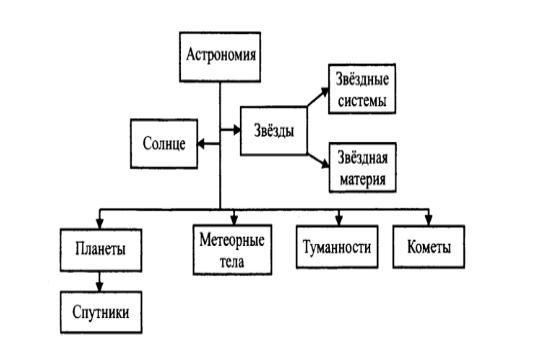 Астрономия
Звёздные
системы
Солнце
Звёзды
Звёздная
материя
Планеты
Метеорные
тела
Туманности
Кометы
Спутники